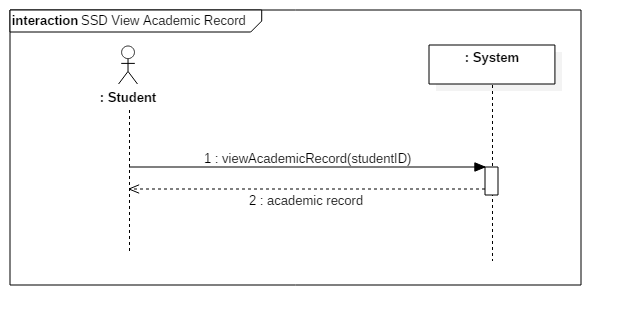 interaction SSD View Academic Record
: Student
: System
1 : viewAcademicRecord(studentID)
2 : academic record